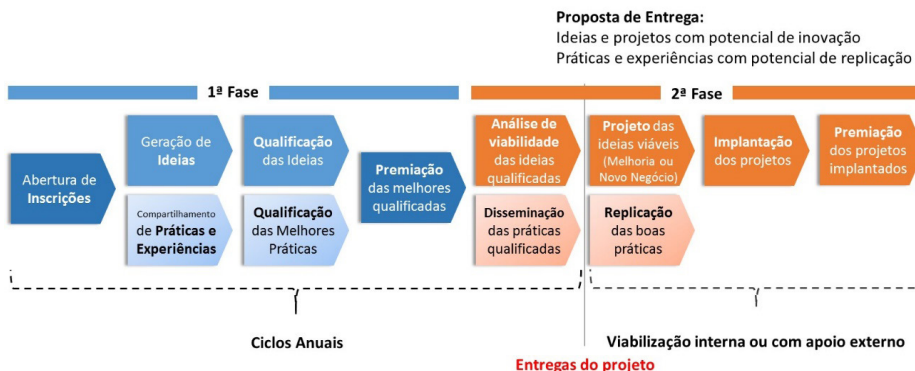 Proposta de Entrega:
Ideias e projetos com potencial de inovação
Práticas e experiências com potencial de replicação
1ª Fase
2ª Fase
Abertura de
Inscrições
Geração de
Ideias
Compartilhamento
de Práticas e
Experiências
Qualificação
das Ideias
Qualificação
das Melhores
Práticas
Premiação
das melhores
qualificadas
Análise de
viabilidade
das ideias
qualificadas
Disseminação
das práticas
qualificadas
Projeto das
ideias viáveis
(Melhoria ou
Novo Negócio)
Replicação
das boas
práticas
Implantação
dos projetos
Premiação
dos projetos
implantados
Ciclos Anuais
Viabilização interna ou com apoio externo
Entregas do projeto